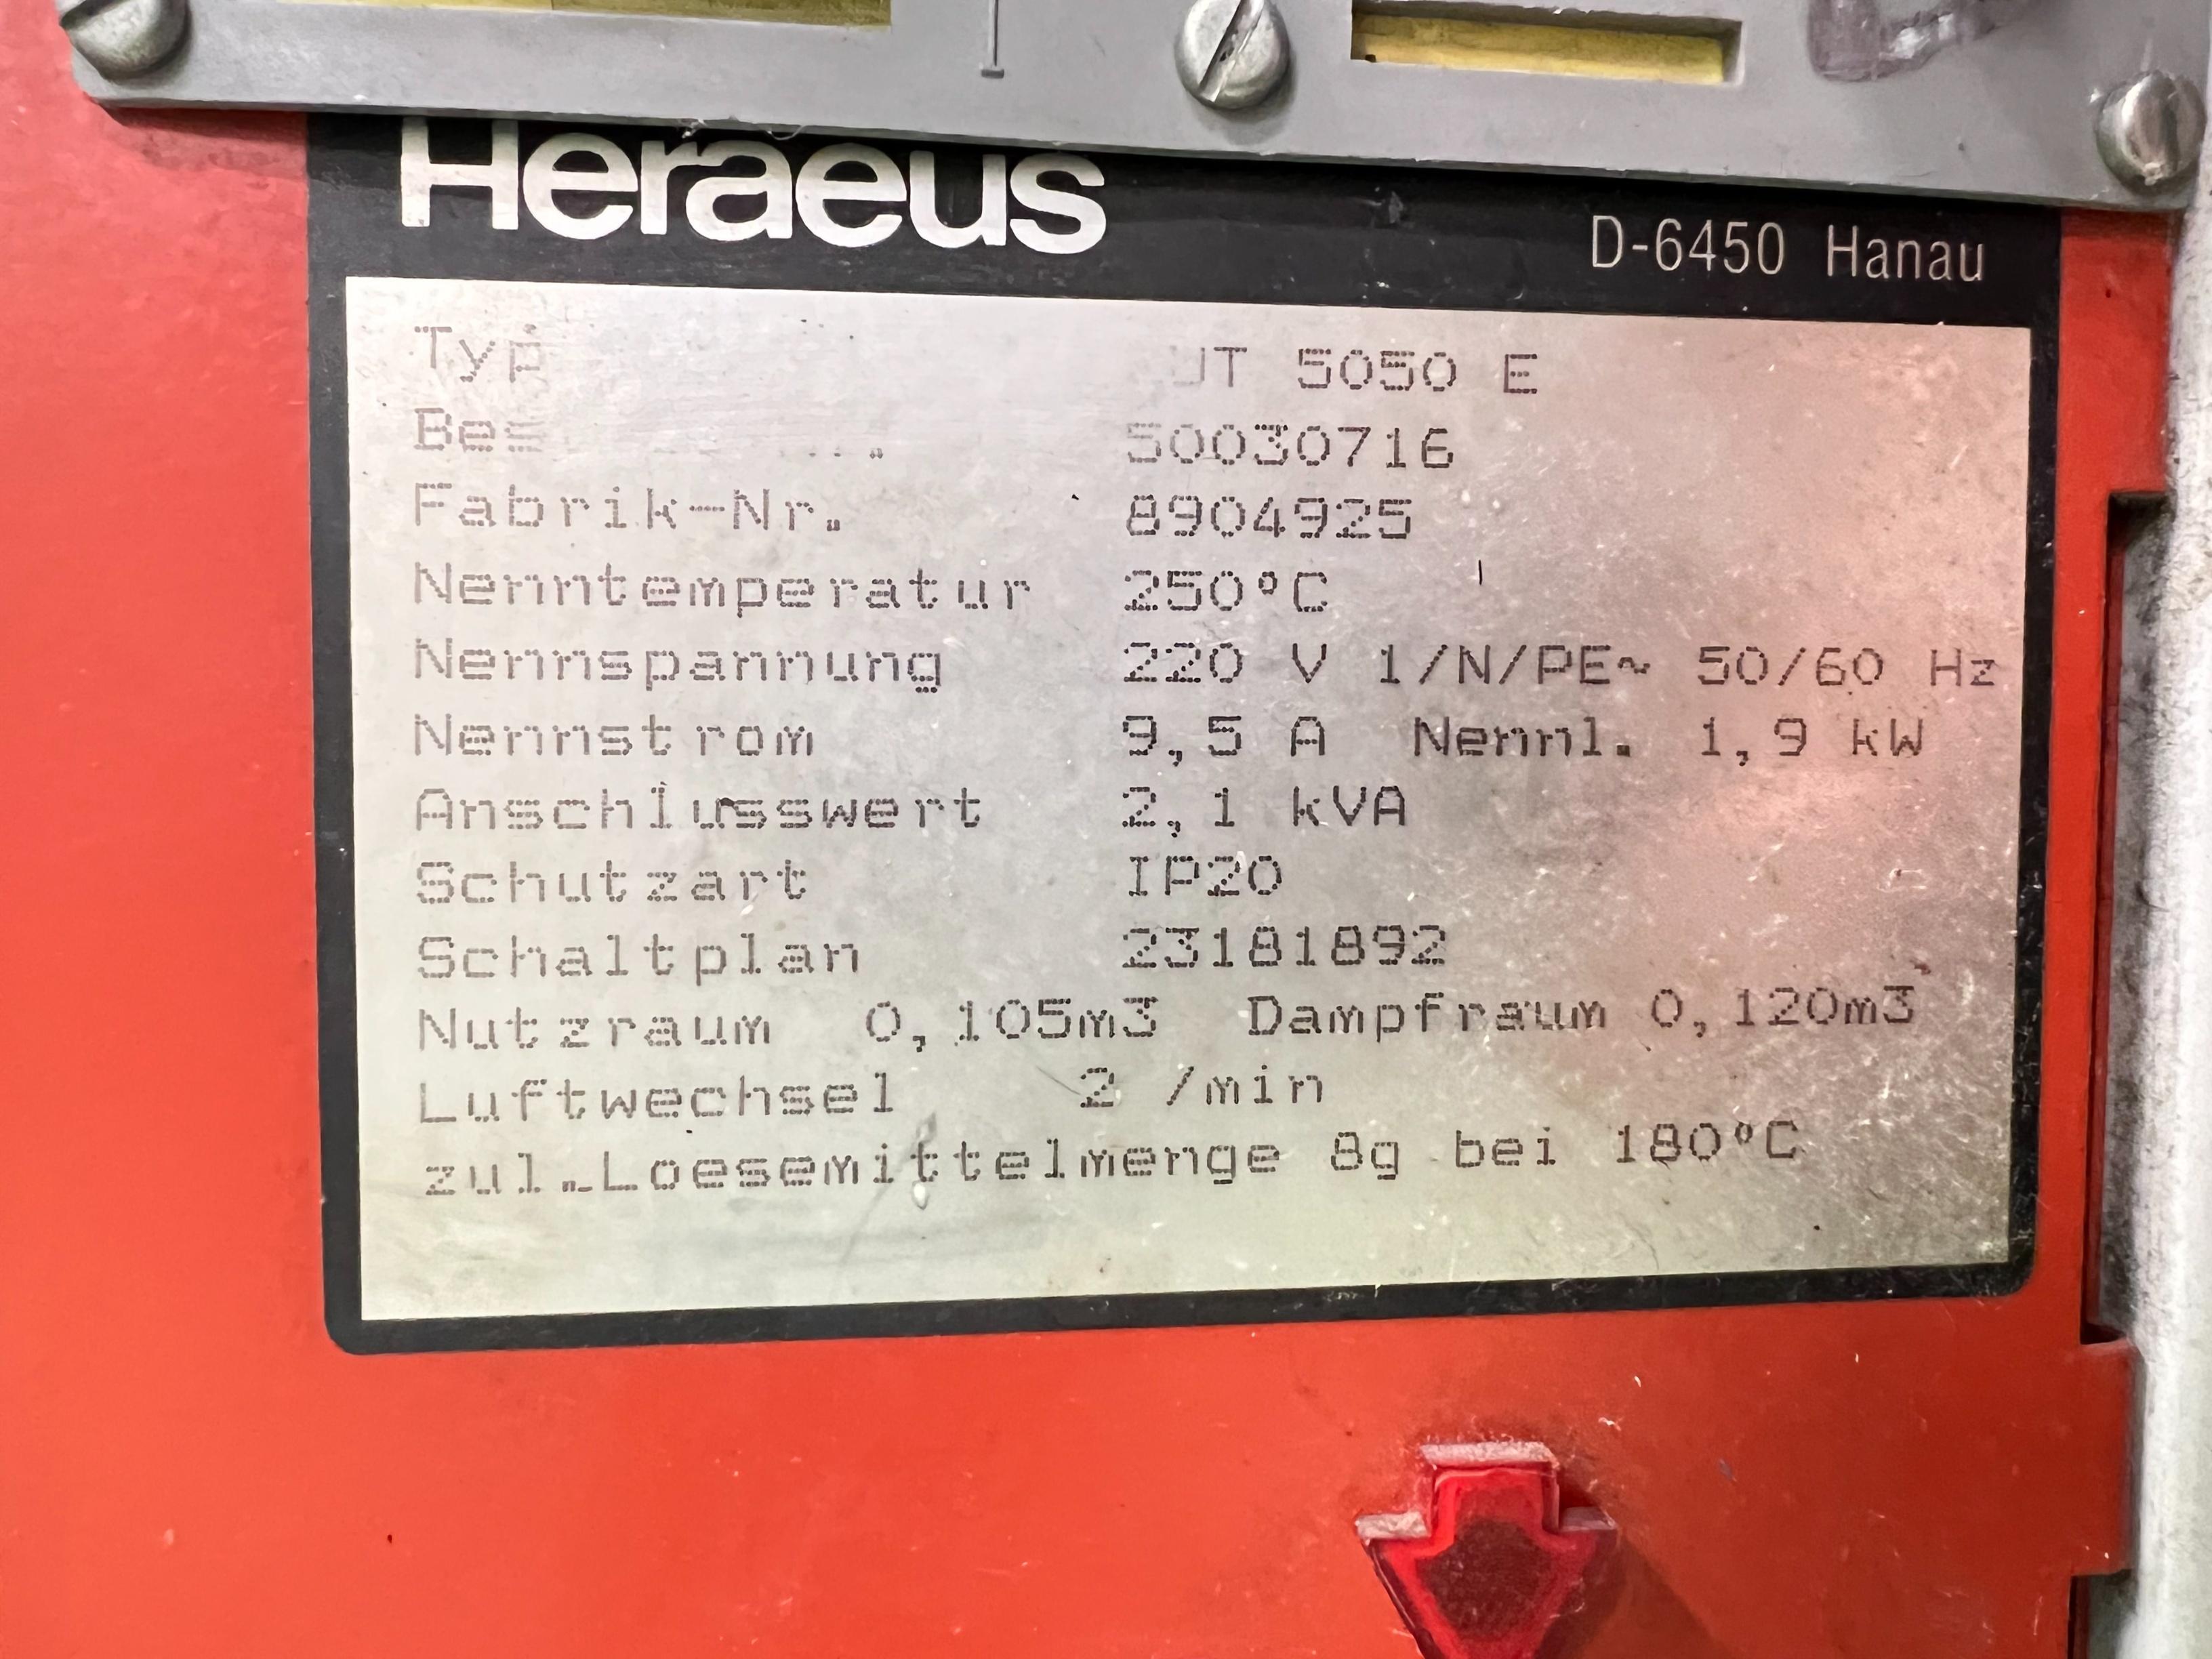 Heraeus
D-6450 Hanau
Typ UT 5050 E
50030716
Fabrik-Nr. 8904925
Nenntemperatur 250°C
Nennspannung 220 V 1/N/PE~ 50/60 Hz
Nennstrom 9,5 A Nennl. 1,9 kW
Anschlusswert 2,1 kVA
Schutzart IP20
Schaltplan 23181892
Nutzraum 0,105m3 Dampfraum 0,120m3
Luftwechsel 2 /min
zul. Loesemittelmenge 8g bei 180°C